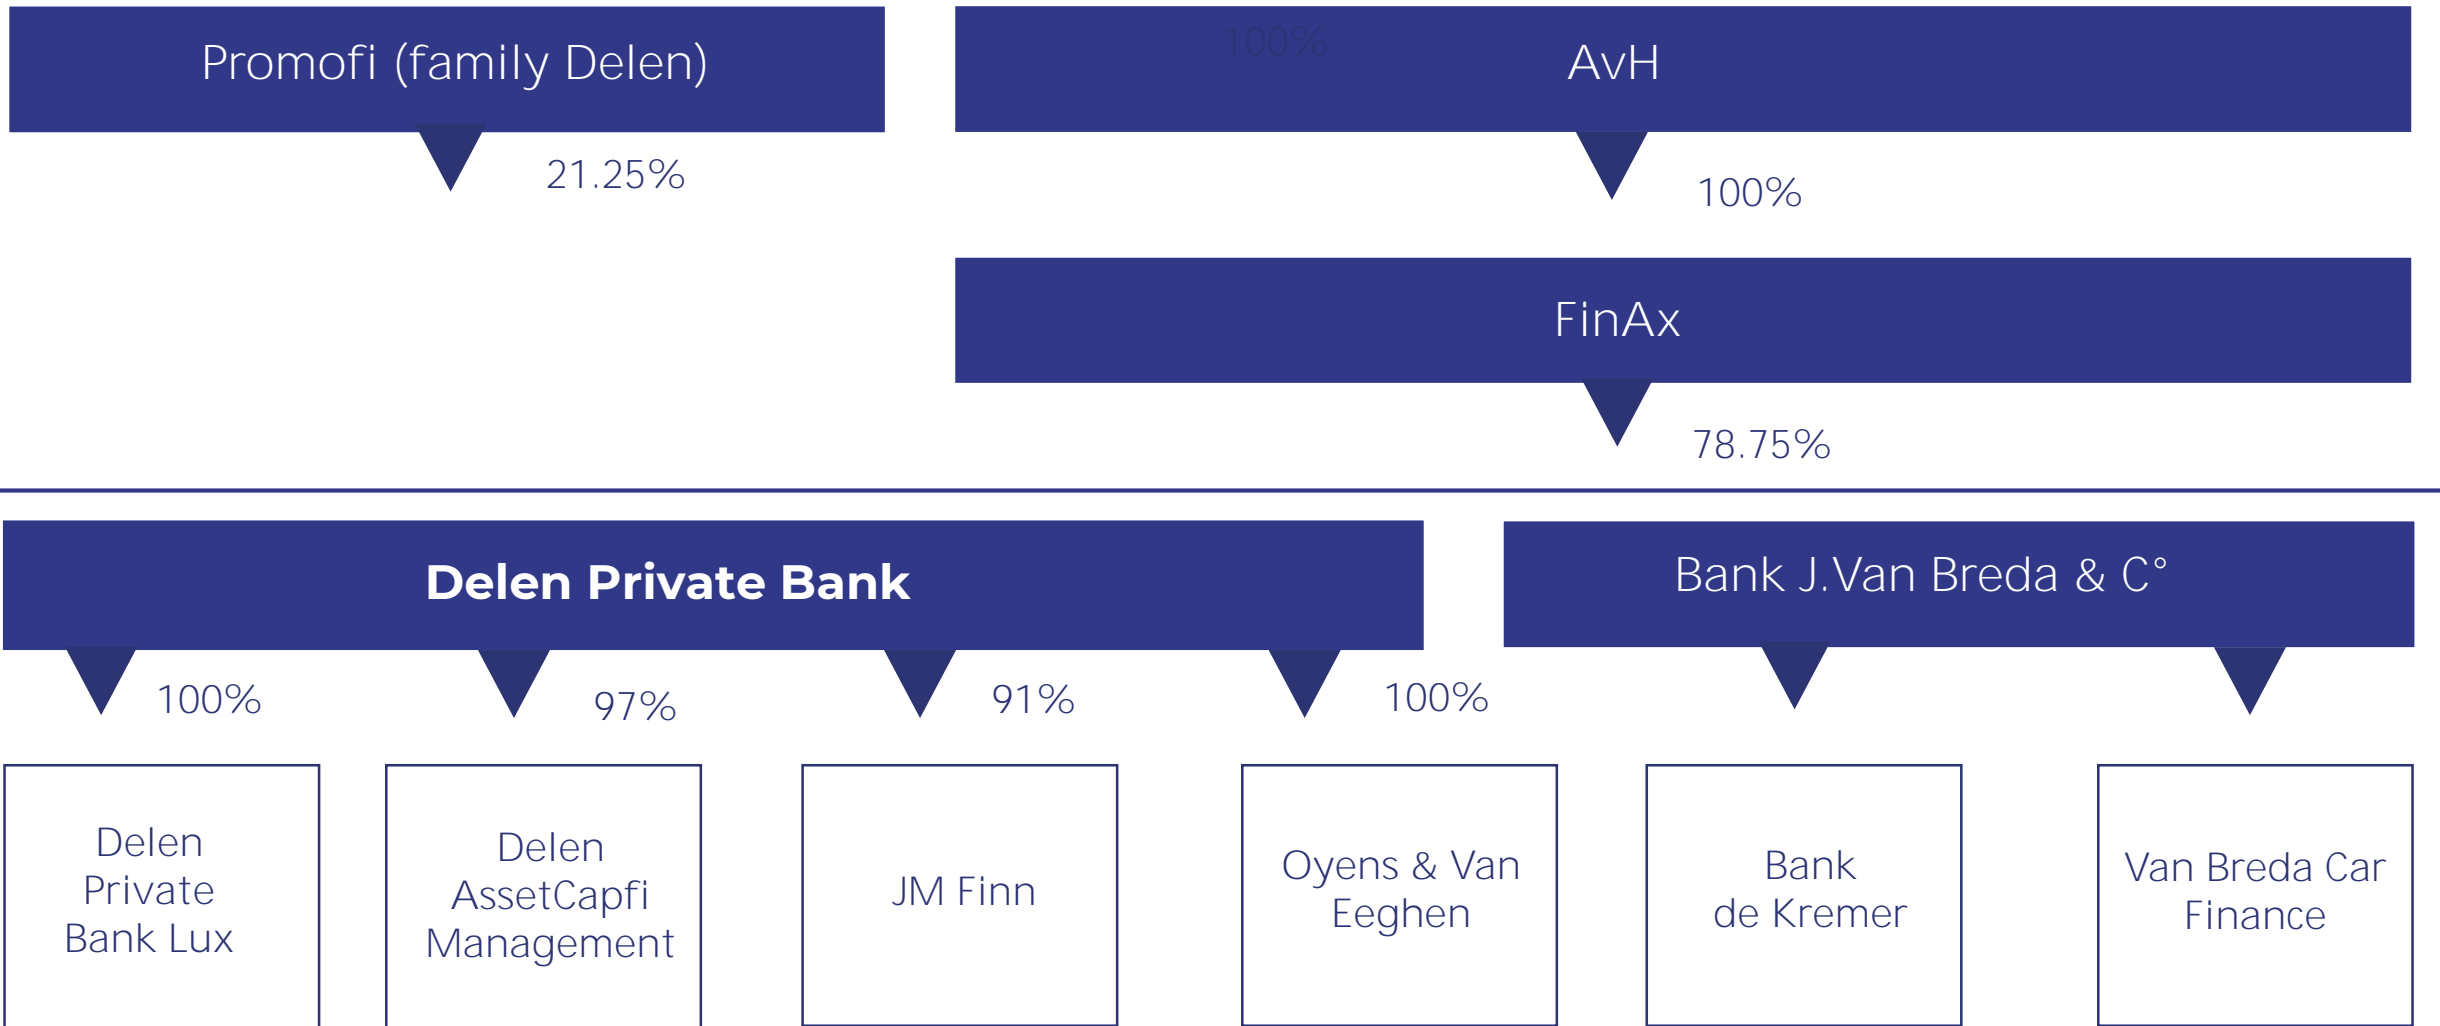 Promofi (family Delen)
100%
AvH
21.25%
100%
FinAx
78.75%
Delen Private Bank
Bank J.Van Breda & C°
100%
97%
91%
100%
Delen
Private
Bank Lux
Delen
AssetCapfi
Management
JM Finn
Oyens & Van
Eeghen
Bank
de Kremer
Van Breda Car
Finance